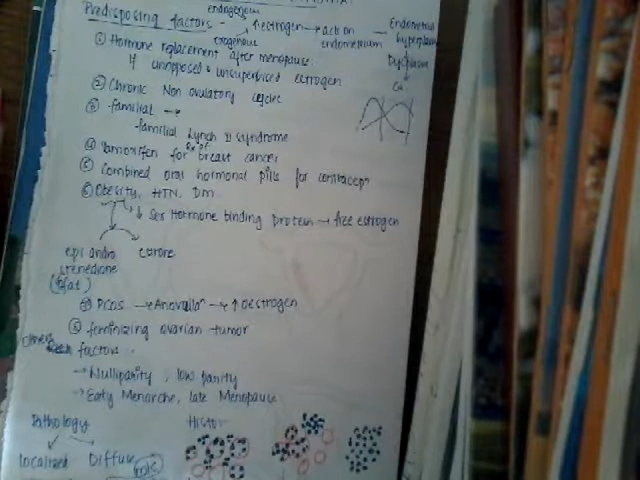 endogenous
Predisposing factors - → ↑ estrogen → act on → Endometrial
exogenous endometrium hyperplasia
① Hormone replacement after menopause ↓
If unopposed & unsupervised estrogen Dysplasia
↓
② Chronic Non ovulatory cycle Ca
③ familial →
- familial Lynch II syndrome
④ Tamoxifen for breast cancer
⑤ Combined oral hormonal pills for contracep
⑥ Obesity, HTN, DM
↓ Sex Hormone binding Protein → free estrogen
epi andro estrone
stenedione
(fat)
⑦ PCOS → Anovulaⁿ → ↑ oestrogen
⑧ feminizing ovarian tumor
Others
factors.
→ Nulliparity, low parity
→ Early Menarche, late Menopause
Pathology Histo
localized Diffuse